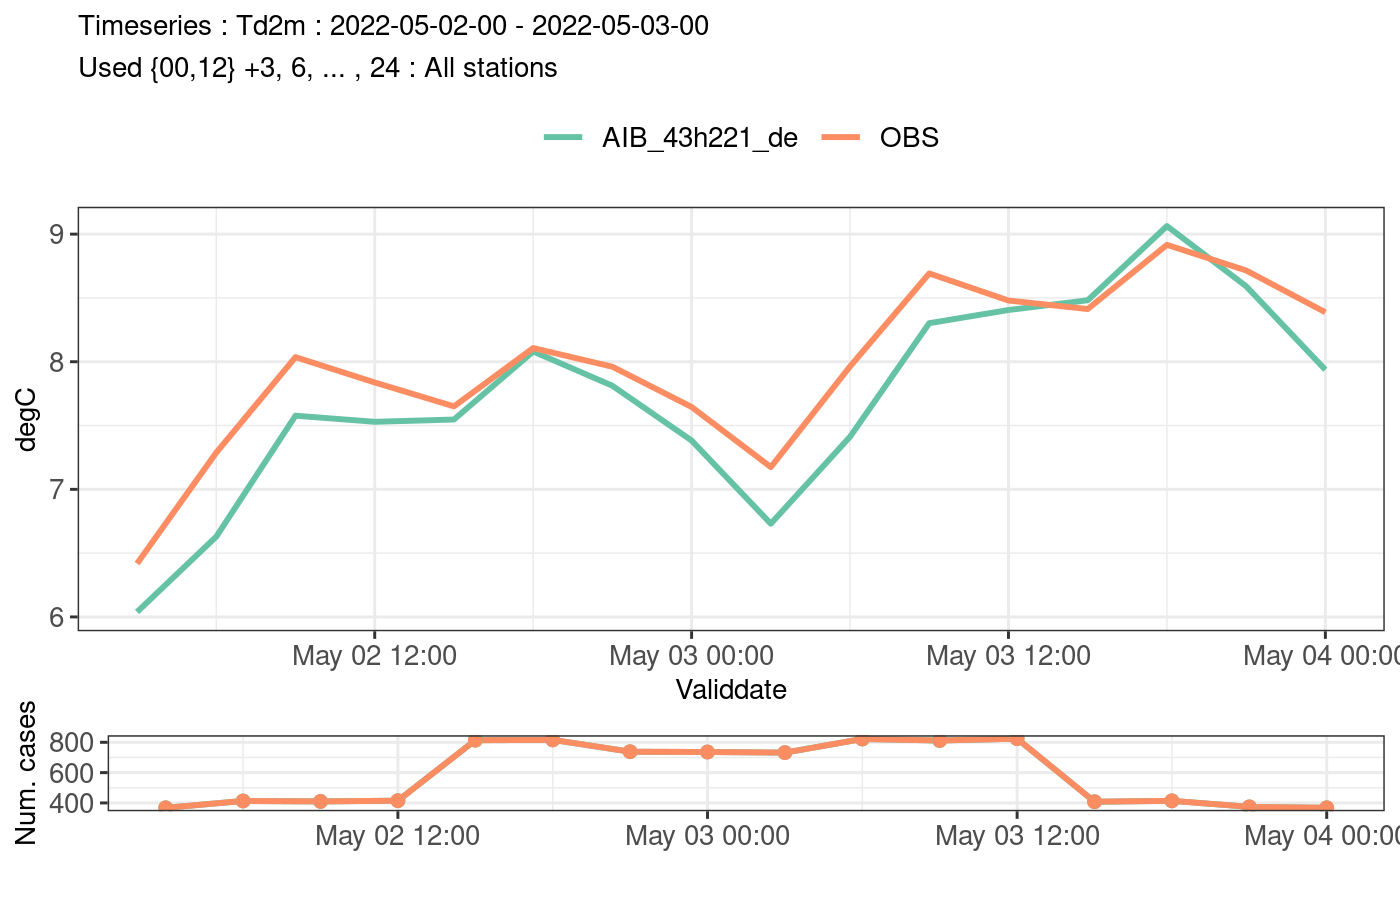 Timeseries : Td2m : 2022-05-02-00 - 2022-05-03-00
Used {00,12} +3, 6, ... , 24 : All stations
AIB_43h221_de OBS
degC
9
8
7
6
May 02 12:00 May 03 00:00 May 03 12:00 May 04 00:00
Validdate
Num. cases
800
600
400
May 02 12:00 May 03 00:00 May 03 12:00 May 04 00:00